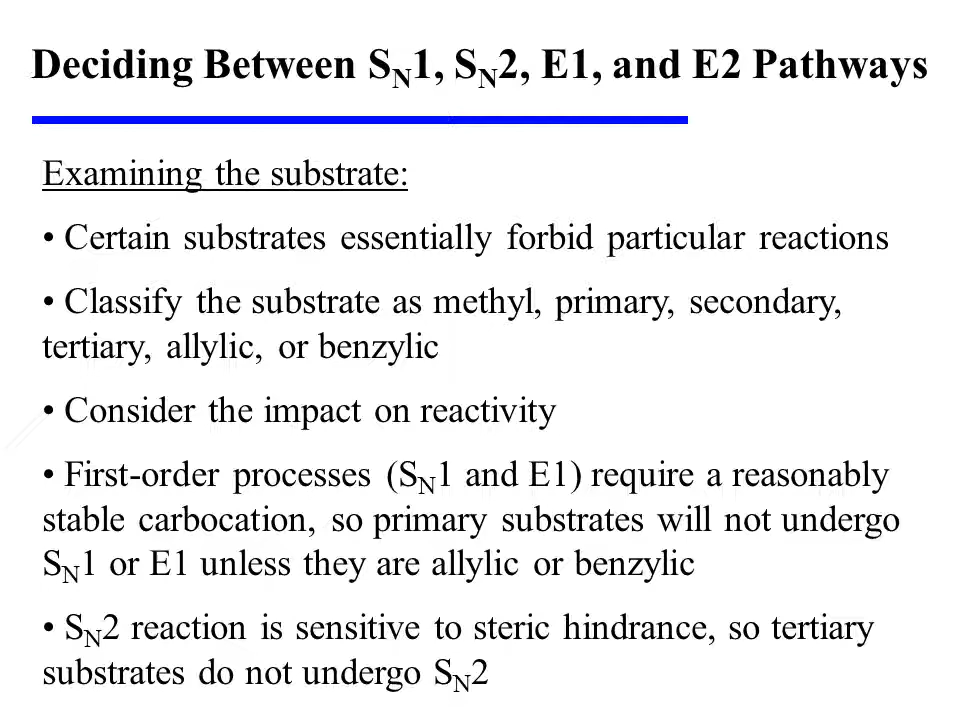 Deciding Between SN1, SN2, E1, and E2 Pathways
Examining the substrate:
• Certain substrates essentially forbid particular reactions
• Classify the substrate as methyl, primary, secondary,
tertiary, allylic, or benzylic
• Consider the impact on reactivity
• First-order processes (SN1 and E1) require a reasonably
stable carbocation, so primary substrates will not undergo
SN1 or E1 unless they are allylic or benzylic
• SN2 reaction is sensitive to steric hindrance, so tertiary
substrates do not undergo SN2